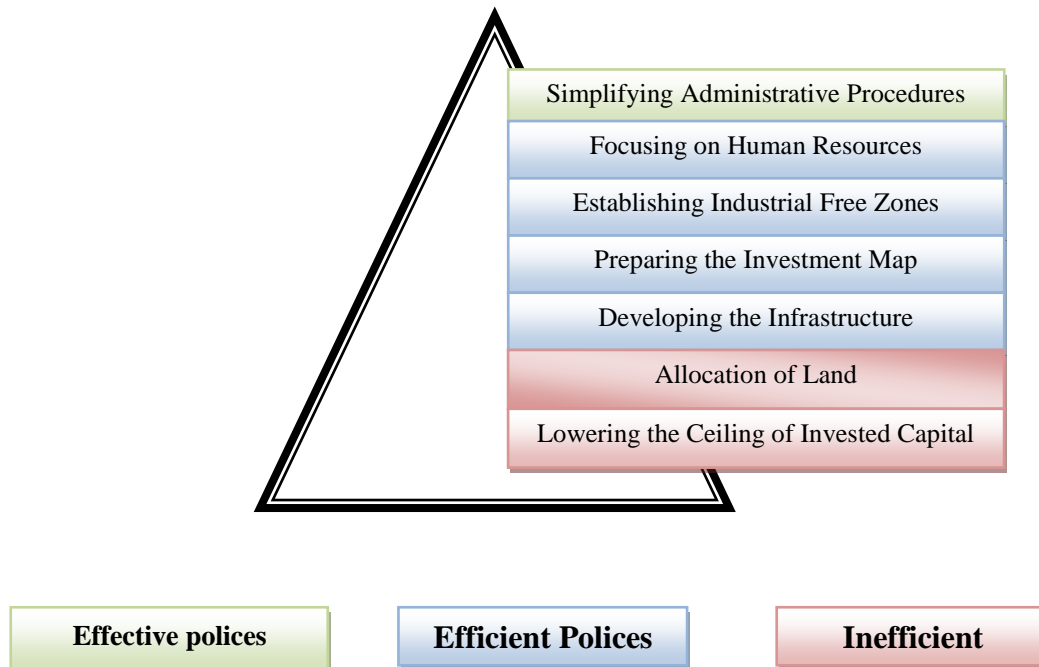 Simplifying Administrative Procedures
Focusing on Human Resources
Establishing Industrial Free Zones
Preparing the Investment Map
Developing the Infrastructure
Allocation of Land
Lowering the Ceiling of Invested Capital
Effective polices
Efficient Polices
Inefficient